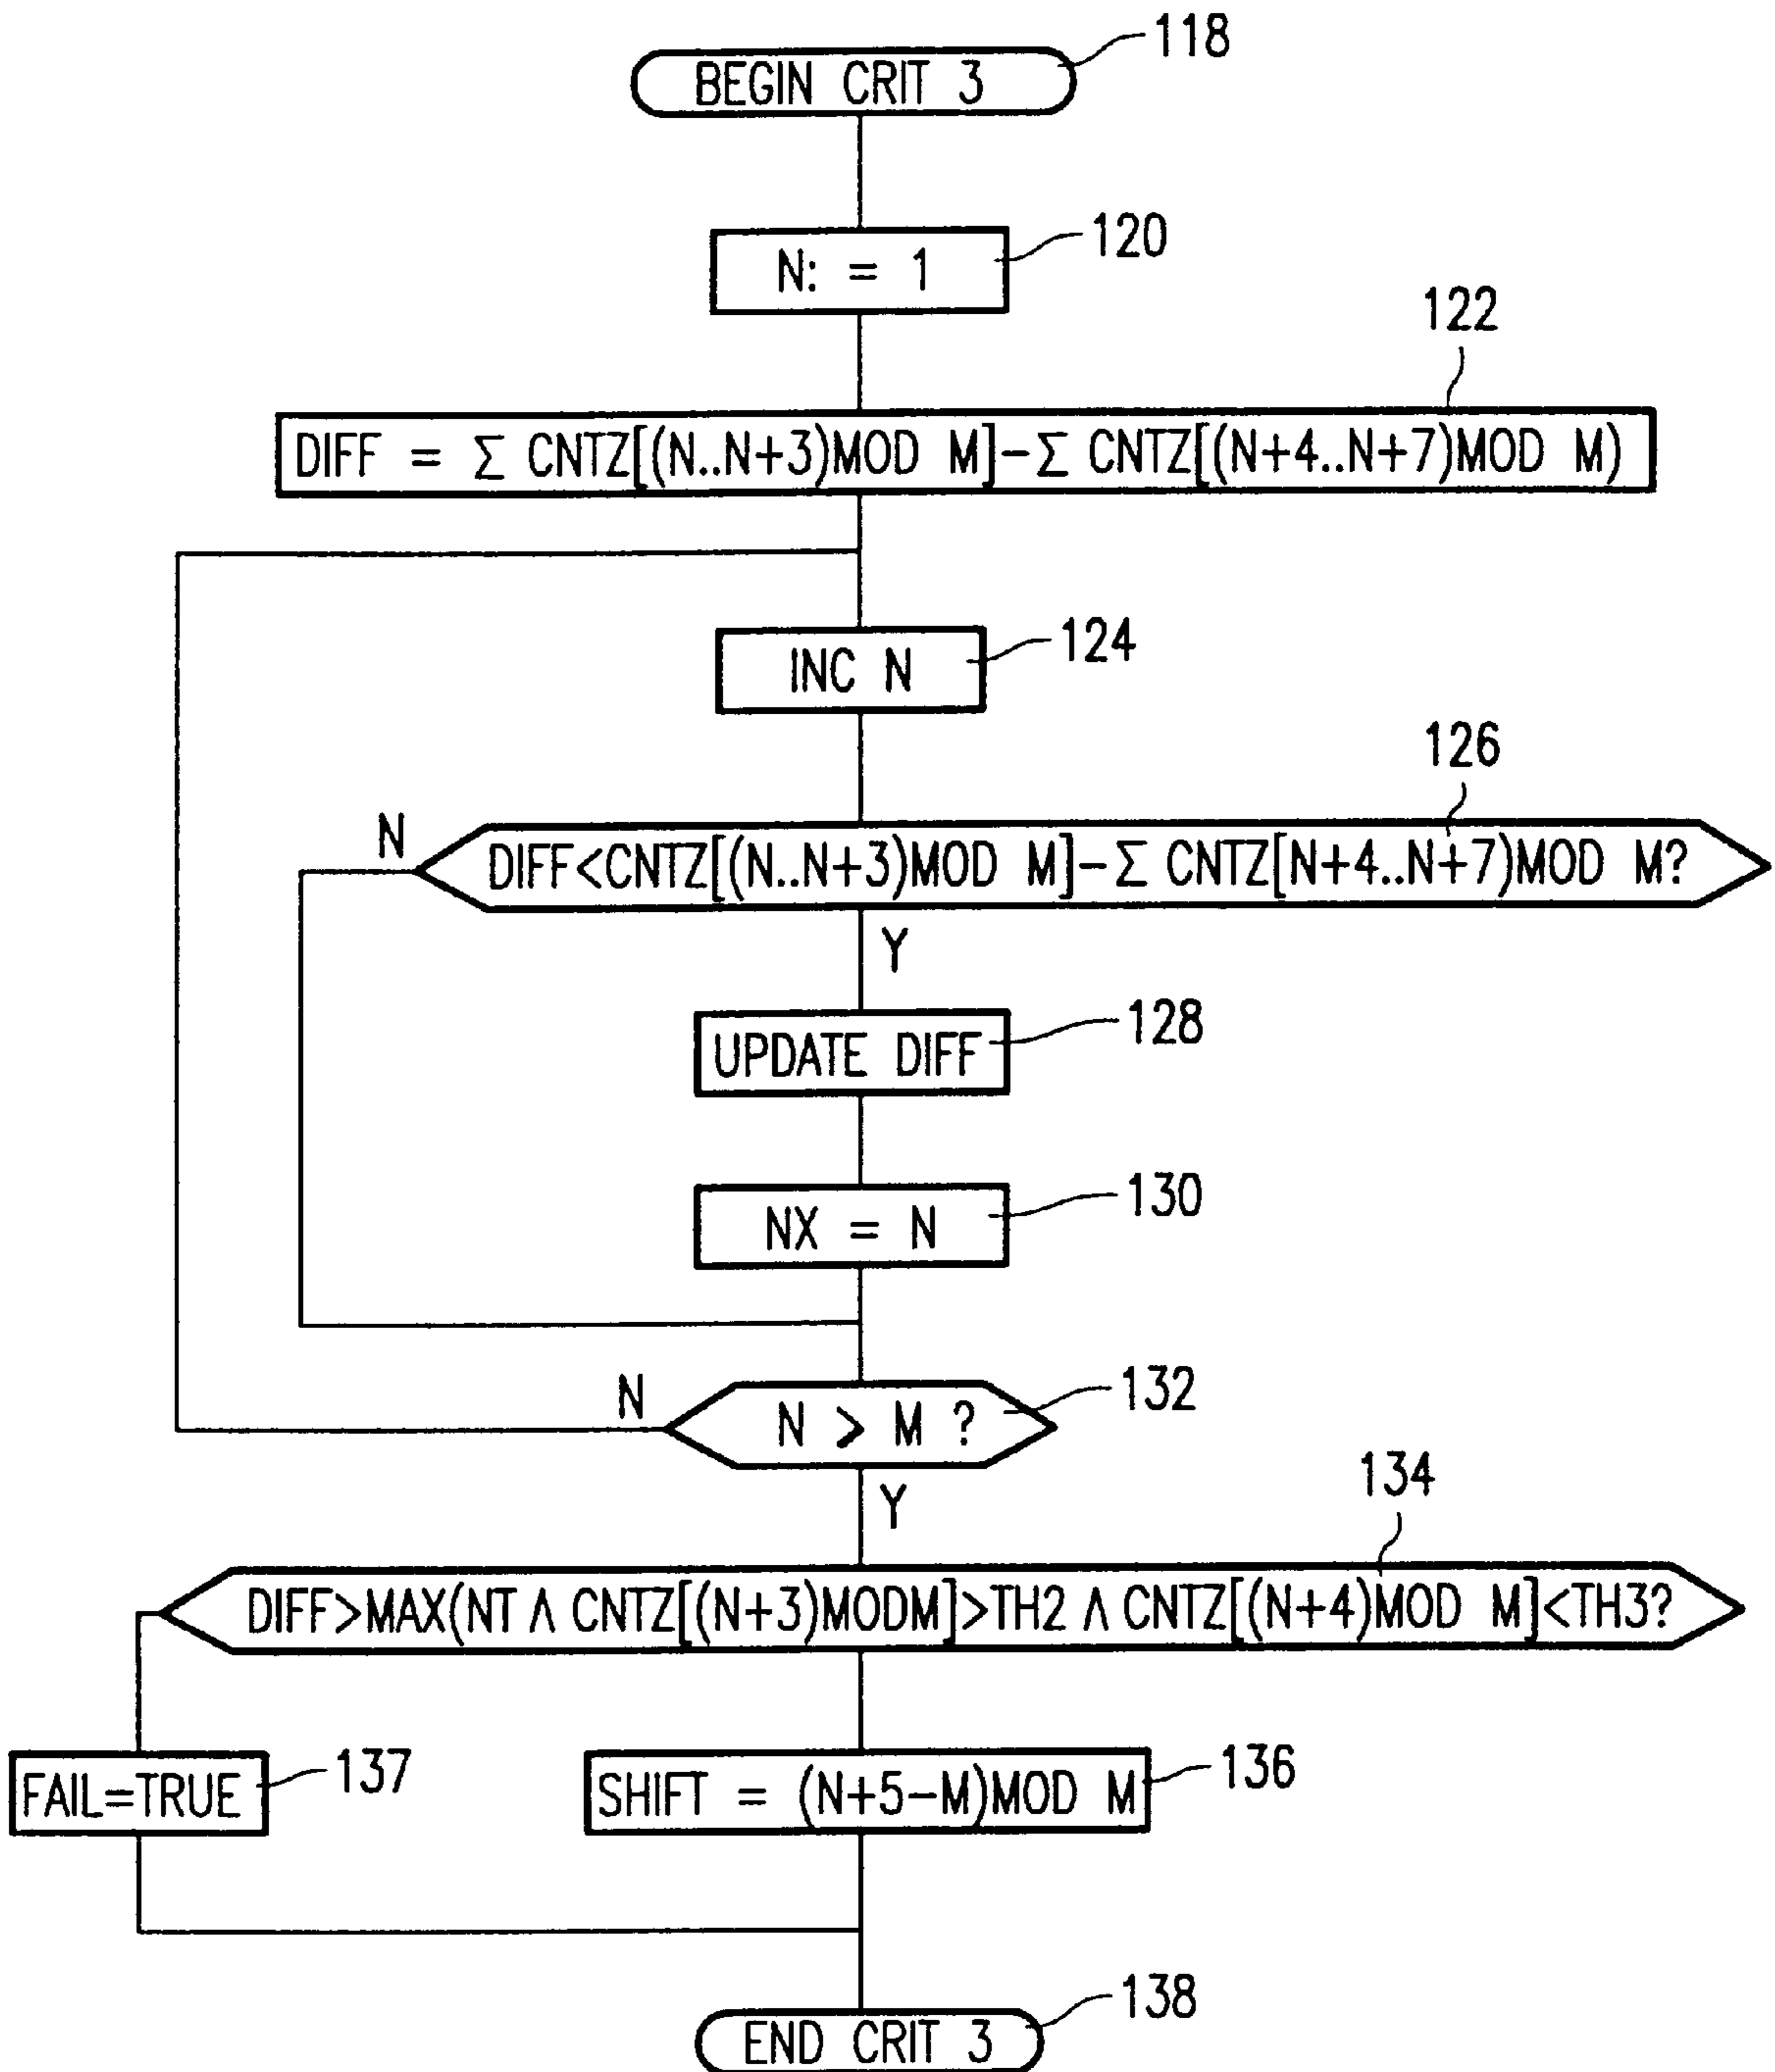 118
BEGIN CRIT 3
120
N: = 1
122
DIFF = Σ CNTZ[(N..N+3)MOD M]-Σ CNTZ[(N+4..N+7)MOD M)
124
INC N
126
N
DIFF<CNTZ[(N..N+3)MOD M]-Σ CNTZ[N+4..N+7)MOD M?
Y
128
UPDATE DIFF
130
NX = N
132
N
N > M ?
Y
134
DIFF>MAX(NT Λ CNTZ[(N+3)MODM]>TH2 Λ CNTZ[(N+4)MOD M]<TH3?
137
FAIL=TRUE
136
SHIFT = (N+5-M)MOD M
138
END CRIT 3